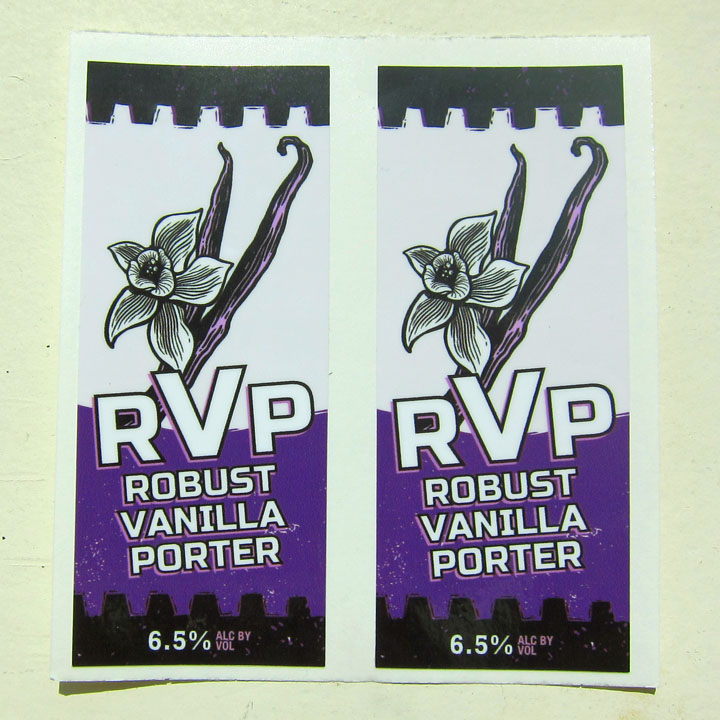 RVP
ROBUST
VANILLA
PORTER
6.5% ALC BY
VOL
RVP
ROBUST
VANILLA
PORTER
6.5% ALC BY
VOL